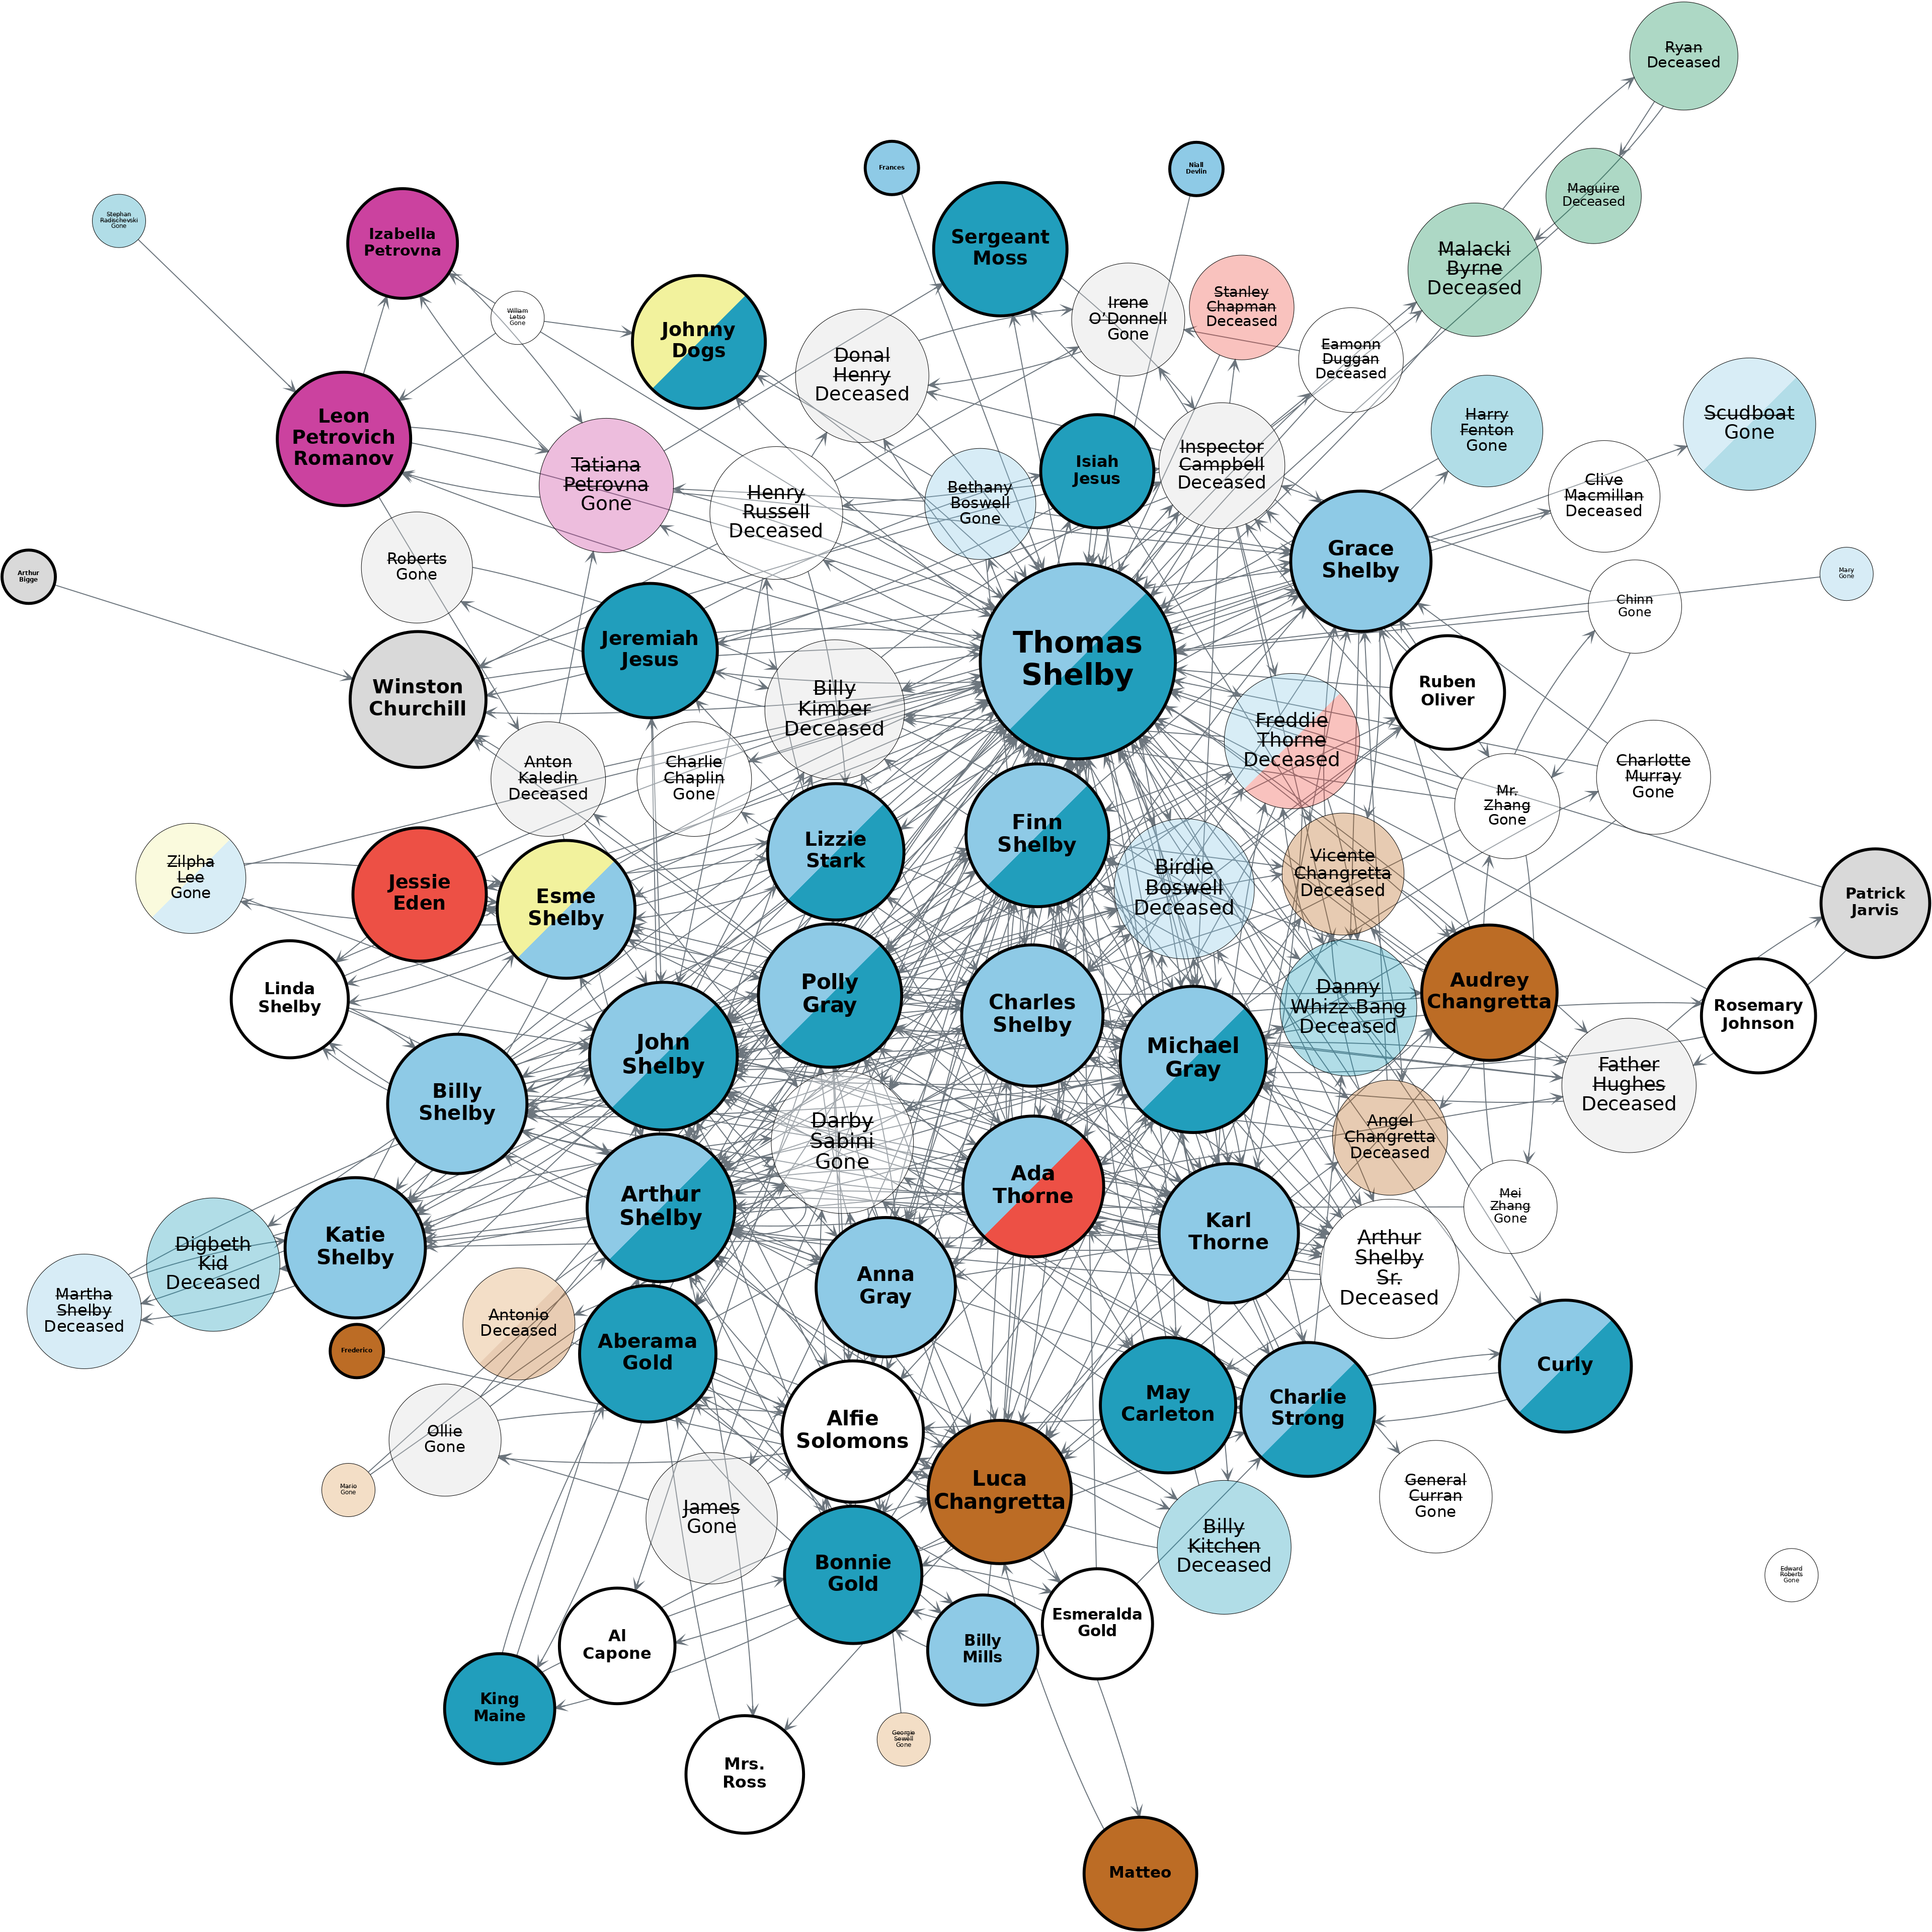 Ryan
Deceased
Frances
Niall
Devlin
Maguire
Deceased
Stephan
Radischevski
Gone
Izabella
Petrovna
Sergeant
Moss
Malacki
Byrne
Deceased
William
Letso
Gone
Johnny
Dogs
Irene
O'Donnell
Gone
Stanley
Chapman
Deceased
Eamonn
Duggan
Deceased
Donal
Henry
Deceased
Scudboat
Gone
Harry
Fenton
Gone
Leon
Petrovich
Romanov
Tatiana
Petrovna
Gone
Isiah
Jesus
Inspector
Campbell
Deceased
Bethany
Boswell
Gone
Henry
Russell
Deceased
Clive
Macmillan
Deceased
Grace
Shelby
Roberts
Gone
Arthur
Bigge
Mary
Gone
Chinn
Gone
Jeremiah
Jesus
Thomas
Shelby
Winston
Churchill
Ruben
Oliver
Billy
Kimber
Deceased
Freddie
Thorne
Deceased
Anton
Kaledin
Deceased
Charlie
Chaplin
Gone
Charlotte
Murray
Gone
Mr.
Zhang
Gone
Lizzie
Stark
Finn
Shelby
Zilpha
Lee
Gone
Jessie
Eden
Esme
Shelby
Birdie
Boswell
Deceased
Vicente
Changretta
Deceased
Patrick
Jarvis
Linda
Shelby
Polly
Gray
Charles
Shelby
Danny
Whizz-Bang
Deceased
Audrey
Changretta
Rosemary
Johnson
John
Shelby
Michael
Gray
Father
Hughes
Deceased
Billy
Shelby
Darby
Sabini
Gone
Angel
Changretta
Deceased
Arthur
Shelby
Ada
Thorne
Mei
Zhang
Gone
Karl
Thorne
Digbeth
Kid
Deceased
Katie
Shelby
Arthur
Shelby
Sr.
Deceased
Anna
Gray
Martha
Shelby
Deceased
Antonio
Deceased
Frederico
Aberama
Gold
Curly
May
Carleton
Charlie
Strong
Ollie
Gone
Alfie
Solomons
Mario
Gone
Luca
Changretta
General
Curran
Gone
James
Gone
Billy
Kitchen
Deceased
Bonnie
Gold
Edward
Roberts
Gone
Al
Capone
Billy
Mills
Esmeralda
Gold
King
Maine
Georgie
Sewell
Gone
Mrs.
Ross
Matteo